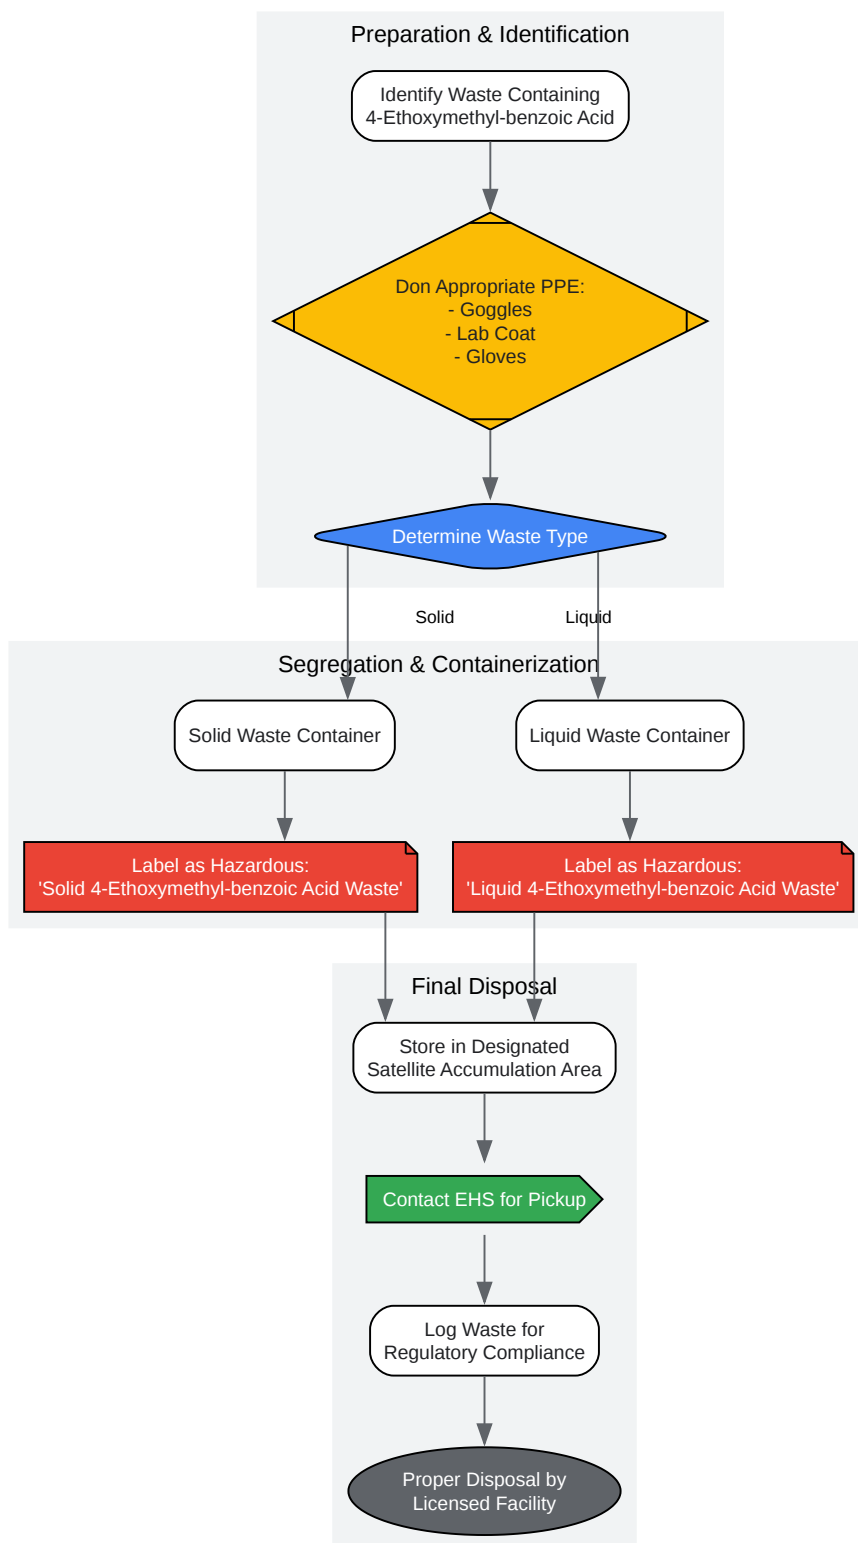 Preparation & Identification
Identify Waste Containing
4-Ethoxymethyl-benzoic Acid
Don Appropriate PPE:
- Goggles
- Lab Coat
- Gloves
Determine Waste Type
Solid
Liquid
Segregation & Containerization
Solid Waste Container
Liquid Waste Container
Label as Hazardous:
'Solid 4-Ethoxymethyl-benzoic Acid Waste'
Label as Hazardous:
'Liquid 4-Ethoxymethyl-benzoic Acid Waste'
Final Disposal
Store in Designated
Satellite Accumulation Area
Contact EHS for Pickup
Log Waste for
Regulatory Compliance
Proper Disposal by
Licensed Facility